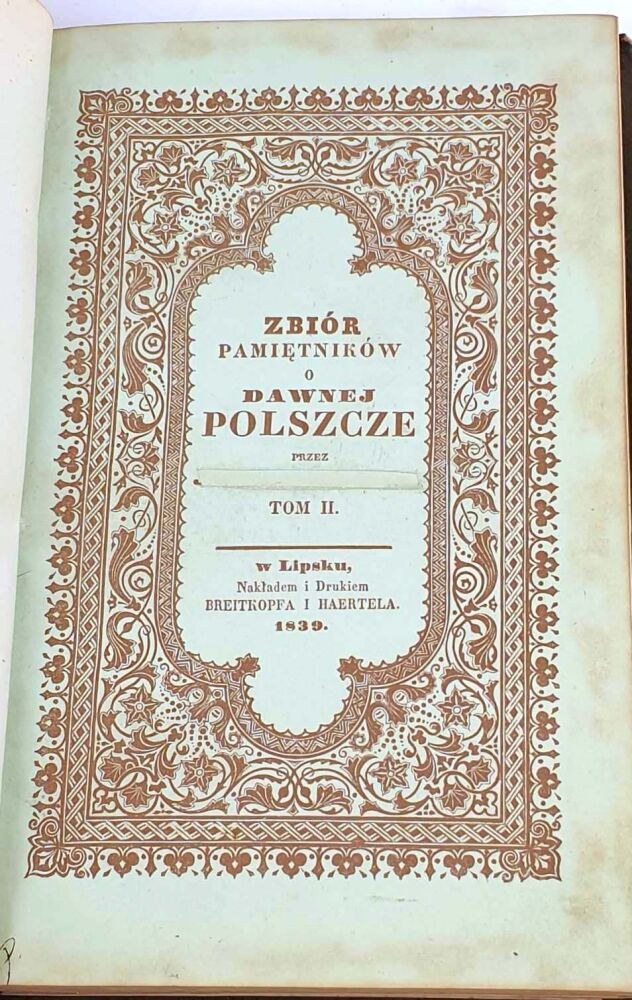 ZBIÓR
PAMIĘTNIKÓW
O
DAWNEJ
POLSZCZE
PRZEZ
TOM II.
w Lipsku,
Nakładem i Drukiem
BREITKOPFA I HAERTELA.
1839.